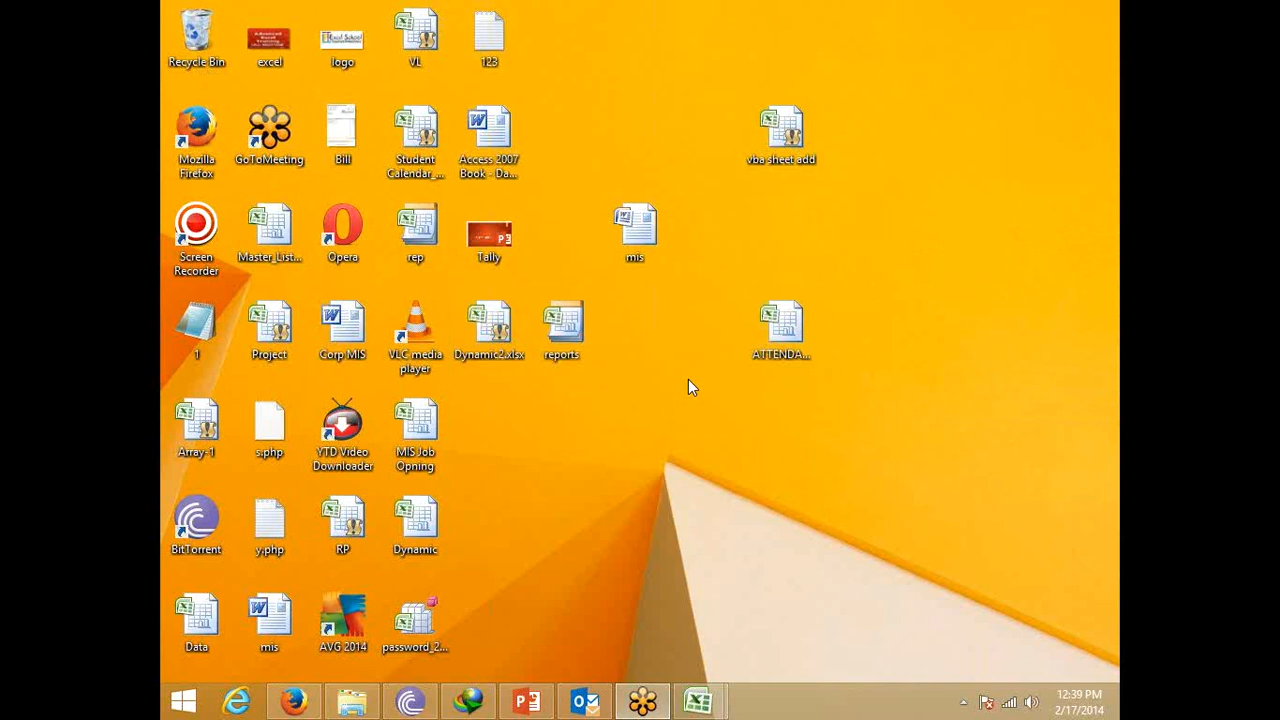 Recycle Bin
excel
logo
VL
123
Mozilla
Firefox
GoToMeeting
Bill
Student
Calendar_...
Access 2007
Book - Da...
vba sheet add
Screen
Recorder
Master_List...
Opera
rep
Tally
mis
1
Project
Corp MIS
VLC media
player
Dynamic2.xlsx
reports
ATTENDA...
Array-1
s.php
YTD Video
Downloader
MIS Job
Opning
BitTorrent
y.php
RP
Dynamic
Data
mis
AVG 2014
password_2...
12:39 PM
2/17/2014